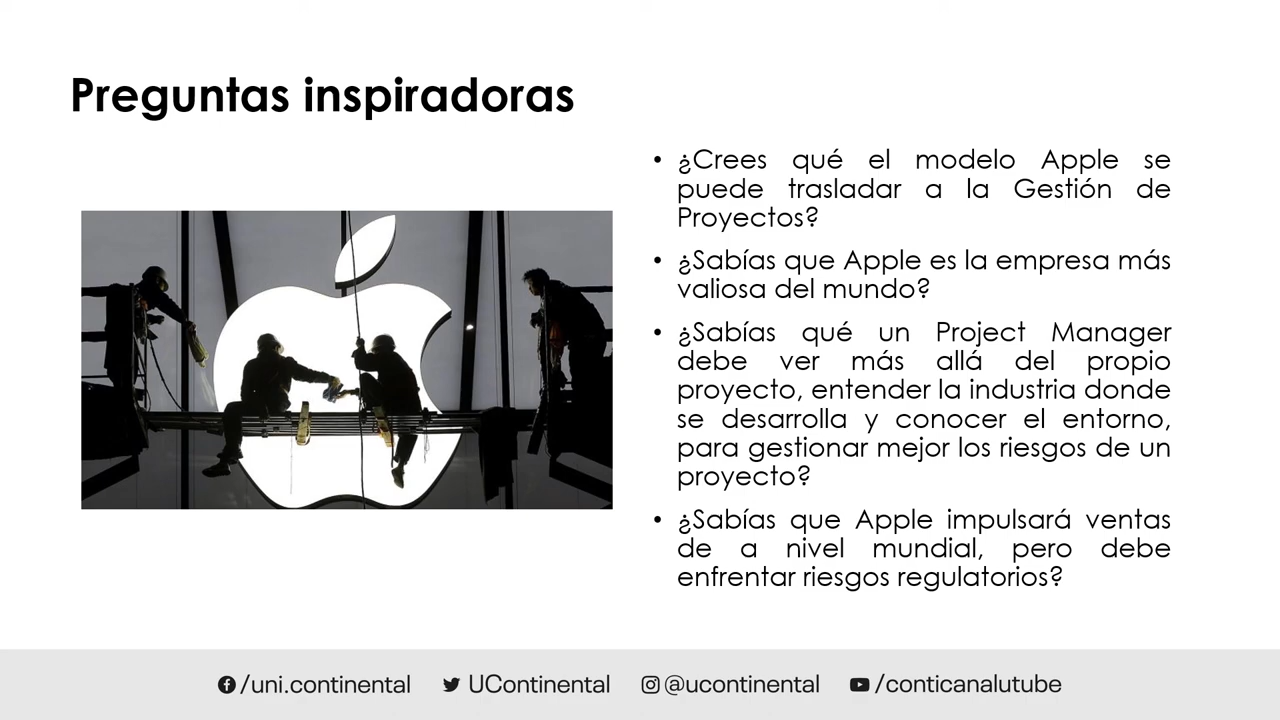 Preguntas inspiradoras
• ¿Crees qué el modelo Apple se
puede trasladar a la Gestión de
Proyectos?
• ¿Sabías que Apple es la empresa más
valiosa del mundo?
• ¿Sabías qué un Project Manager
debe ver más allá del propio
proyecto, entender la industria donde
se desarrolla y conocer el entorno,
para gestionar mejor los riesgos de un
proyecto?
• ¿Sabías que Apple impulsará ventas
de a nivel mundial, pero debe
enfrentar riesgos regulatorios?
/uni.continental UContinental @ucontinental /conticanalutube